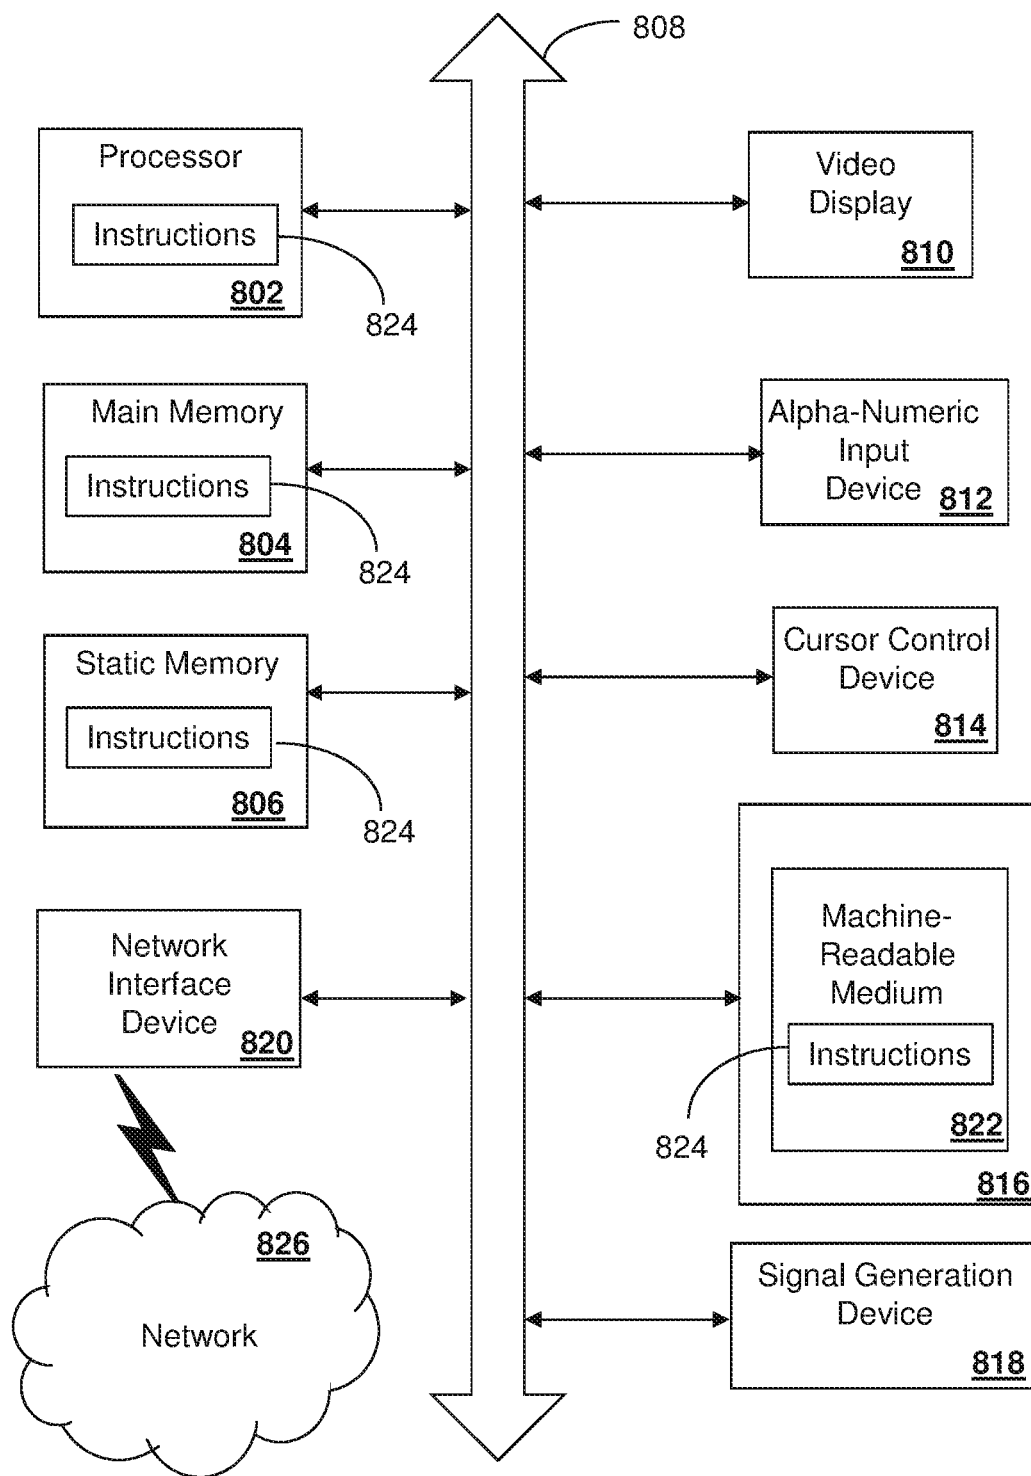 808
Processor
Instructions
802
824
Main Memory
Instructions
804
824
Static Memory
Instructions
806
824
Network
Interface
Device
820
826
Network
Video
Display
810
Alpha-Numeric
Input
Device
812
Cursor Control
Device
814
Machine-
Readable
Medium
Instructions
824
822
816
Signal Generation
Device
818